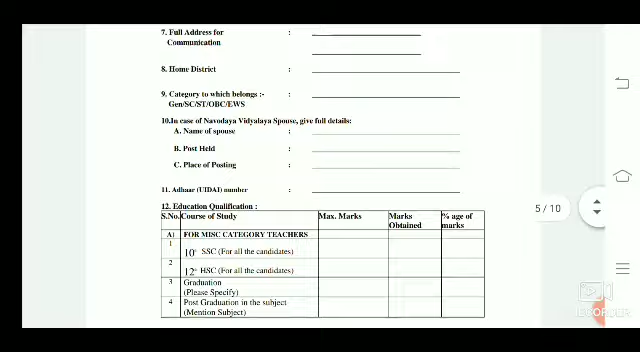 7. Full Address for :
Communication
8. Home District :
9. Category to which belongs :- :
Gen/SC/ST/OBC/EWS
10.In case of Navodaya Vidyalaya Spouse, give full details:
A. Name of spouse :
B. Post Held :
C. Place of Posting :
11. Adhaar (UIDAI) number :
12. Education Qualification :
S.No. Course of Study Max. Marks Marks Obtained % age of marks
A) FOR MISC CATEGORY TEACHERS
1 10th SSC (For all the candidates)
2 12th HSC (For all the candidates)
3 Graduation
(Please Specify)
4 Post Graduation in the subject
(Mention Subject)
5 / 10
RECORDER